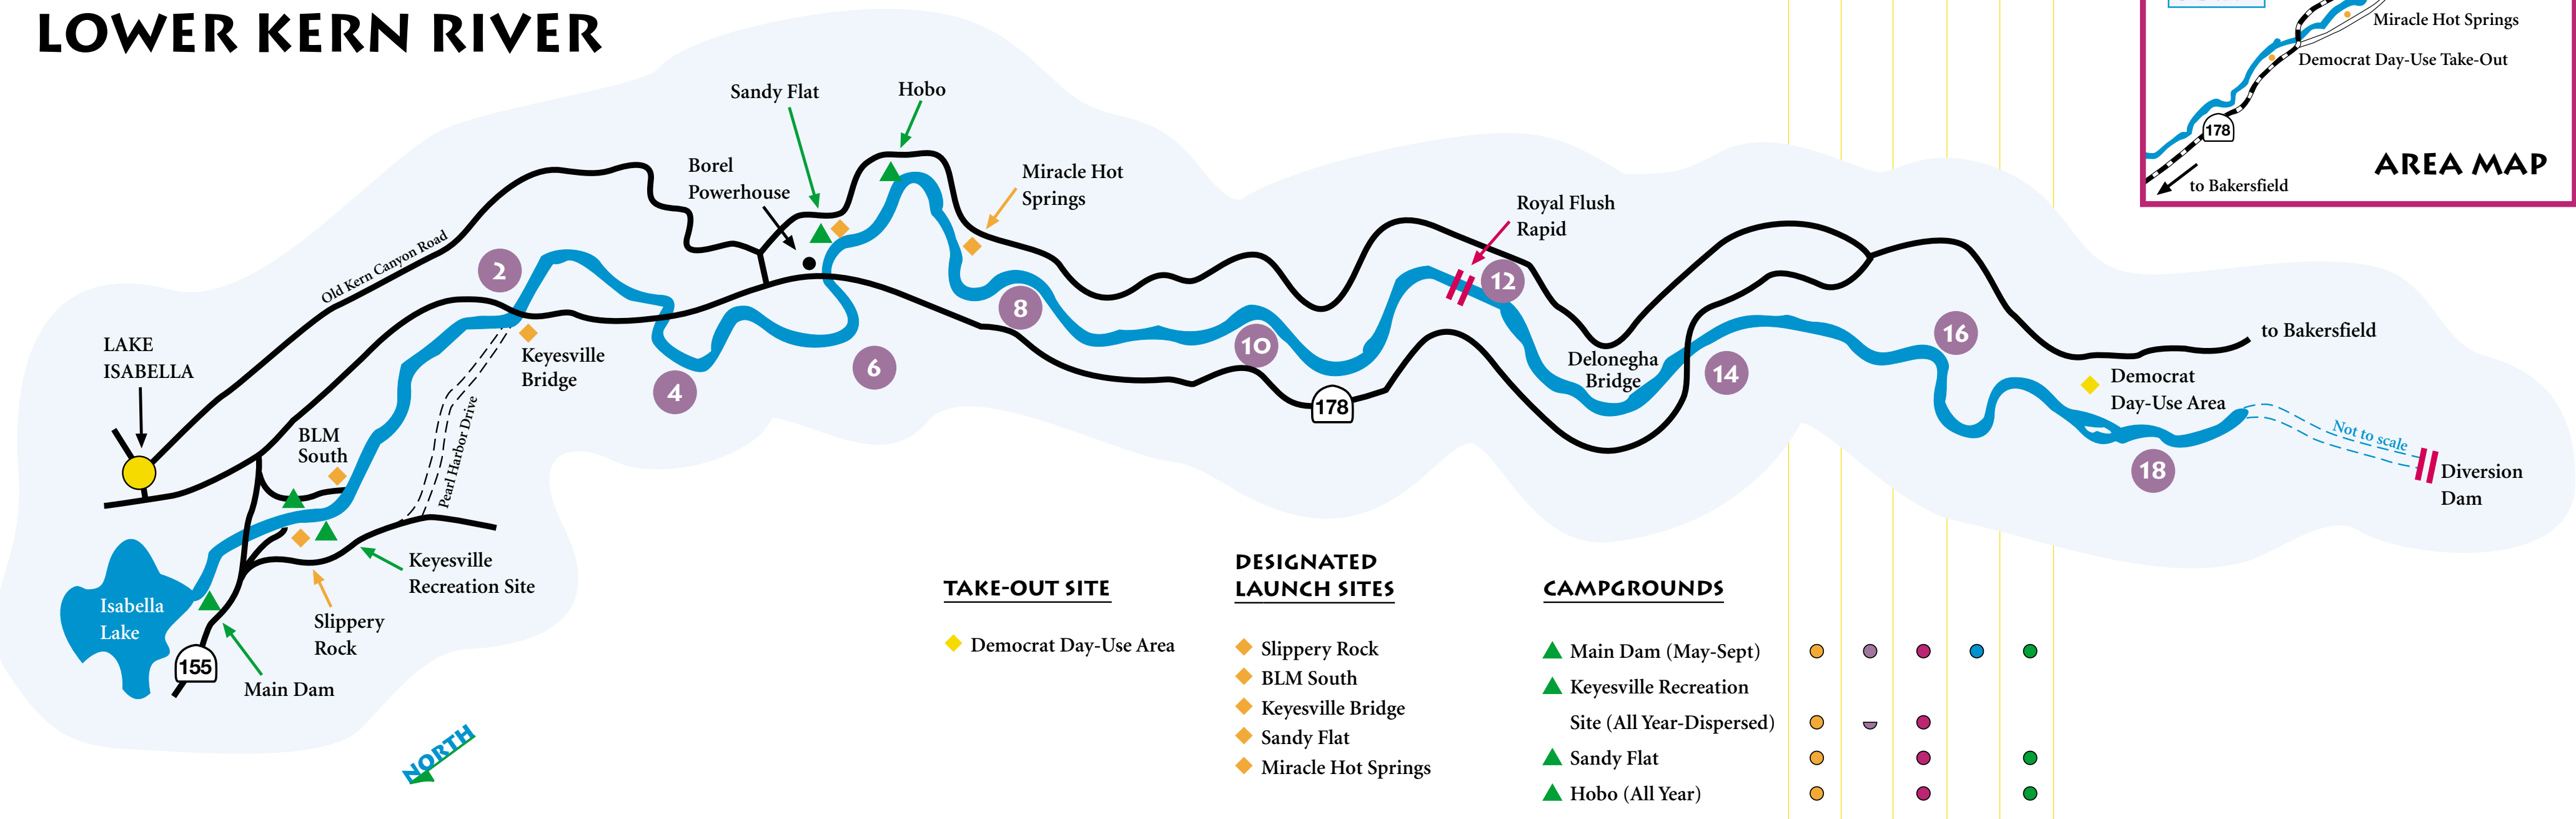 LOWER KERN RIVER
Miracle Hot Springs
Democrat Day-Use Take-Out
178
AREA MAP
to Bakersfield
Sandy Flat
Hobo
Borel
Powerhouse
Miracle Hot
Springs
Royal Flush
Rapid
Old Kern Canyon Road
2
4
6
8
10
12
14
16
18
LAKE
ISABELLA
Keyesville
Bridge
Delonegha
Bridge
to Bakersfield
Democrat
Day-Use Area
178
BLM
South
Pearl Harbor Drive
Not to scale
Diversion
Dam
Keyesville
Recreation Site
Isabella
Lake
Slippery
Rock
155
Main Dam
NORTH
TAKE-OUT SITE
Democrat Day-Use Area
DESIGNATED
LAUNCH SITES
Slippery Rock
BLM South
Keyesville Bridge
Sandy Flat
Miracle Hot Springs
CAMPGROUNDS
Main Dam (May-Sept)
Keyesville Recreation
Site (All Year-Dispersed)
Sandy Flat
Hobo (All Year)